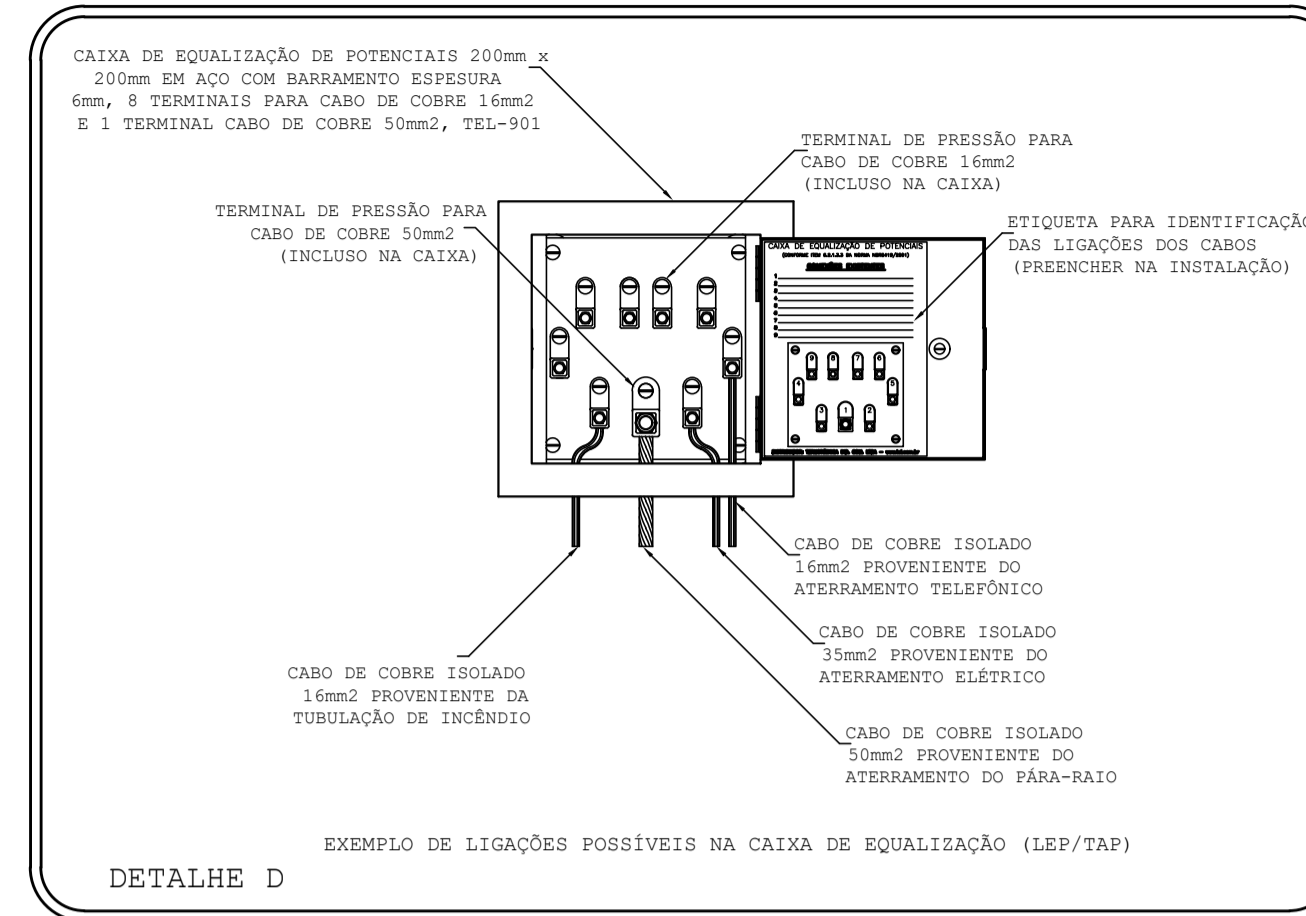 CAIXA DE EQUALIZAÇÃO DE POTENCIAIS 200mm x
200mm EM AÇO COM BARRAMENTO ESPESURA
6mm, 8 TERMINAIS PARA CABO DE COBRE 16mm2
E 1 TERMINAL CABO DE COBRE 50mm2, TEL-901
TERMINAL DE PRESSÃO PARA
CABO DE COBRE 16mm2
(INCLUSO NA CAIXA)
TERMINAL DE PRESSÃO PARA
CABO DE COBRE 50mm2
(INCLUSO NA CAIXA)
ETIQUETA PARA IDENTIFICAÇÃO
DAS LIGAÇÕES DOS CABOS
(PREENCHER NA INSTALAÇÃO)
CAIXA DE EQUALIZAÇÃO DE POTENCIAIS
1
2
3
4
5
6
7
8
9
9 8 7 6
4 5
3 1 2
CABO DE COBRE ISOLADO
16mm2 PROVENIENTE DO
ATERRAMENTO TELEFÔNICO
CABO DE COBRE ISOLADO
35mm2 PROVENIENTE DO
ATERRAMENTO ELÉTRICO
CABO DE COBRE ISOLADO
16mm2 PROVENIENTE DA
TUBULAÇÃO DE INCÊNDIO
CABO DE COBRE ISOLADO
50mm2 PROVENIENTE DO
ATERRAMENTO DO PÁRA-RAIO
EXEMPLO DE LIGAÇÕES POSSÍVEIS NA CAIXA DE EQUALIZAÇÃO (LEP/TAP)
DETALHE D